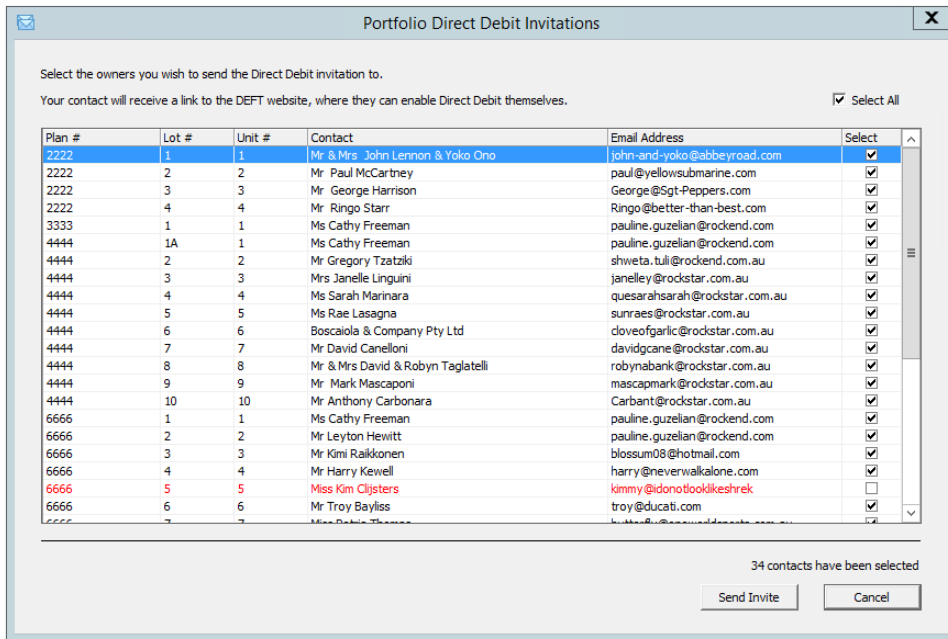 Portfolio Direct Debit Invitations
X
Select the owners you wish to send the Direct Debit invitation to.
Your contact will receive a link to the DEFT website, where they can enable Direct Debit themselves.
Select All
Plan # Lot # Unit # Contact Email Address Select
2222 1 1 Mr & Mrs John Lennon & Yoko Ono john-and-yoko@abbeyroad.com
2222 2 2 Mr Paul McCartney paul@yellowsubmarine.com
2222 3 3 Mr George Harrison George@Sgt-Peppers.com
2222 4 4 Mr Ringo Starr Ringo@better-than-best.com
3333 1 1 Ms Cathy Freeman pauline.guzelian@rockend.com
4444 1A 1 Ms Cathy Freeman pauline.guzelian@rockend.com
4444 2 2 Mr Gregory Tzatziki shweta.tuli@rockend.com.au
4444 3 3 Mrs Janelle Linguini janelley@rockstar.com.au
4444 4 4 Ms Sarah Marinara quesarahsarah@rockstar.com.au
4444 5 5 Ms Rae Lasagna sunraes@rockstar.com.au
4444 6 6 Boscaiola & Company Pty Ltd cloveofgarlic@rockstar.com.au
4444 7 7 Mr David Canelloni davidgcane@rockstar.com.au
4444 8 8 Mr & Mrs David & Robyn Taglatelli robynabank@rockstar.com.au
4444 9 9 Mr Mark Mascaponi mascapmark@rockstar.com.au
4444 10 10 Mr Anthony Carbonara Carbant@rockstar.com.au
6666 1 1 Ms Cathy Freeman pauline.guzelian@rockend.com
6666 2 2 Mr Leyton Hewitt pauline.guzelian@rockend.com
6666 3 3 Mr Kimi Raikkonen blossum08@hotmail.com
6666 4 4 Mr Harry Kewell harry@neverwalkalone.com
6666 5 5 Miss Kim Clijsters kimmy@idonotlooklikeshrek
6666 6 6 Mr Troy Bayliss troy@ducati.com
34 contacts have been selected
Send Invite Cancel